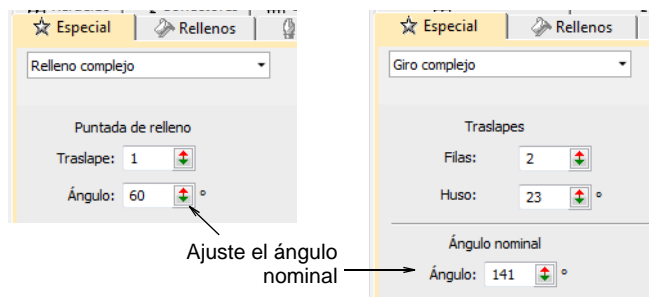 Especial
Rellenos
Relleno complejo
Puntada de relleno
Traslape: 1
Ángulo: 60 °
Ajuste el ángulo
nominal
Especial
Rellenos
Giro complejo
Traslapes
Filas: 2
Huso: 23 °
Ángulo nominal
Ángulo: 141 °